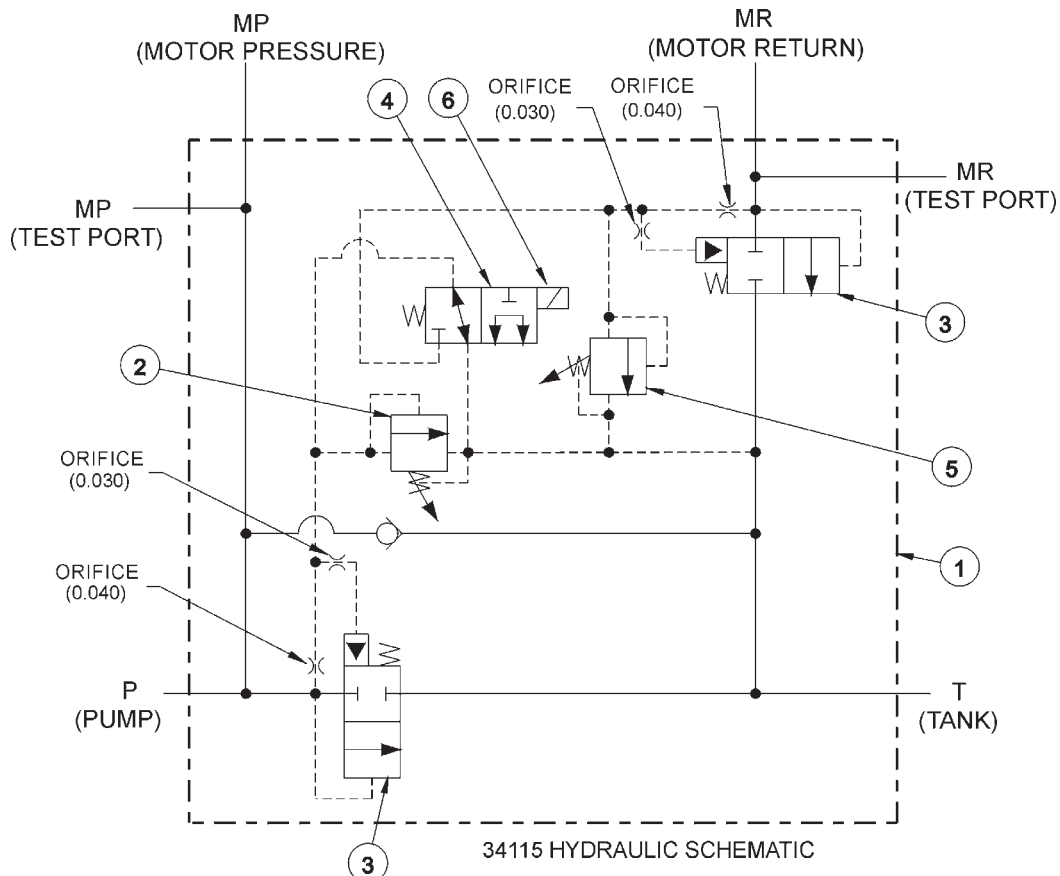 MP
(MOTOR PRESSURE)
MR
(MOTOR RETURN)
4
6
ORIFICE
(0.030)
ORIFICE
(0.040)
MP
(TEST PORT)
MR
(TEST PORT)
3
2
5
ORIFICE
(0.030)
ORIFICE
(0.040)
1
P
(PUMP)
T
(TANK)
3
34115 HYDRAULIC SCHEMATIC